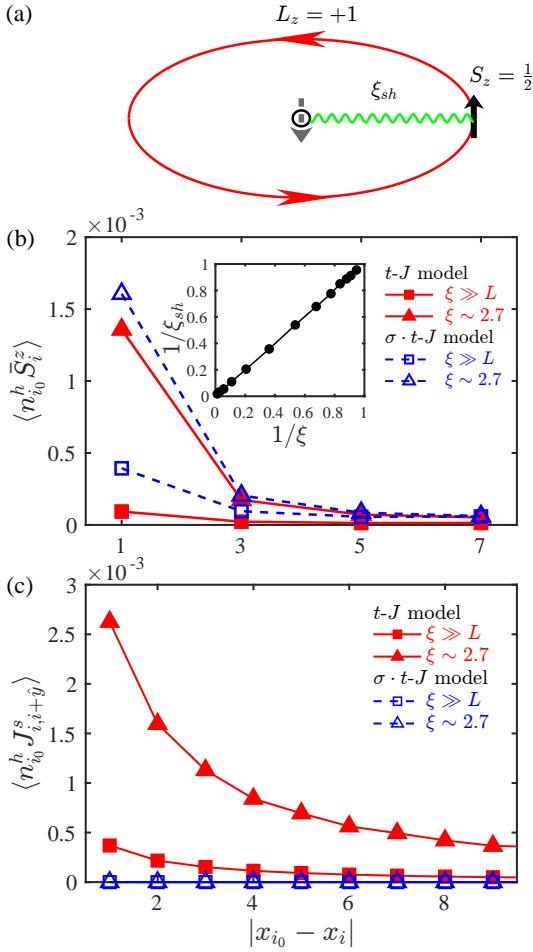 (a)
L_z = +1
S_z = 1/2
ξ_sh
(b)
×10⁻³
2
1.5
1
0.5
0
⟨n^h_{i_0} S̄^z_i⟩
1
3
5
7
1
0.8
0.6
0.4
0.2
0
1/ξ_sh
0
0.2
0.4
0.6
0.8
1
1/ξ
t-J model
ξ ≫ L
ξ ∼ 2.7
σ · t-J model
ξ ≫ L
ξ ∼ 2.7
(c)
×10⁻³
3
2.5
2
1.5
1
0.5
0
⟨n^h_{i_0} J^s_{i,i+ŷ}⟩
t-J model
ξ ≫ L
ξ ∼ 2.7
σ · t-J model
ξ ≫ L
ξ ∼ 2.7
2
4
6
8
|x_{i_0} − x_i|